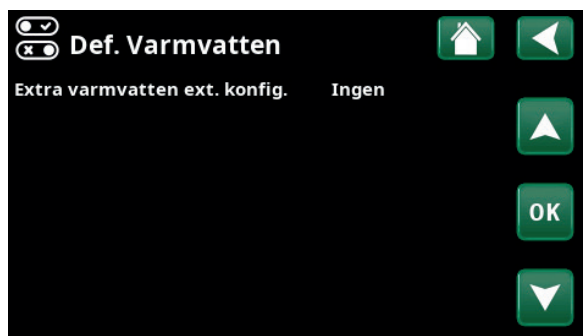 Def. Varmvatten
Extra varmvatten ext. konfig. Ingen
OK